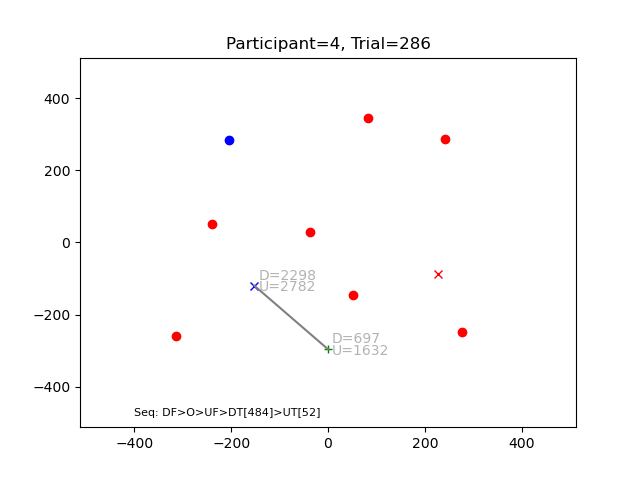 Participant=4, Trial=286
400
200
0
−200
−400
D=2298
U=2782
D=697
U=1632
Seq: DF>O>UF>DT[484]>UT[52]
−400 −200 0 200 400